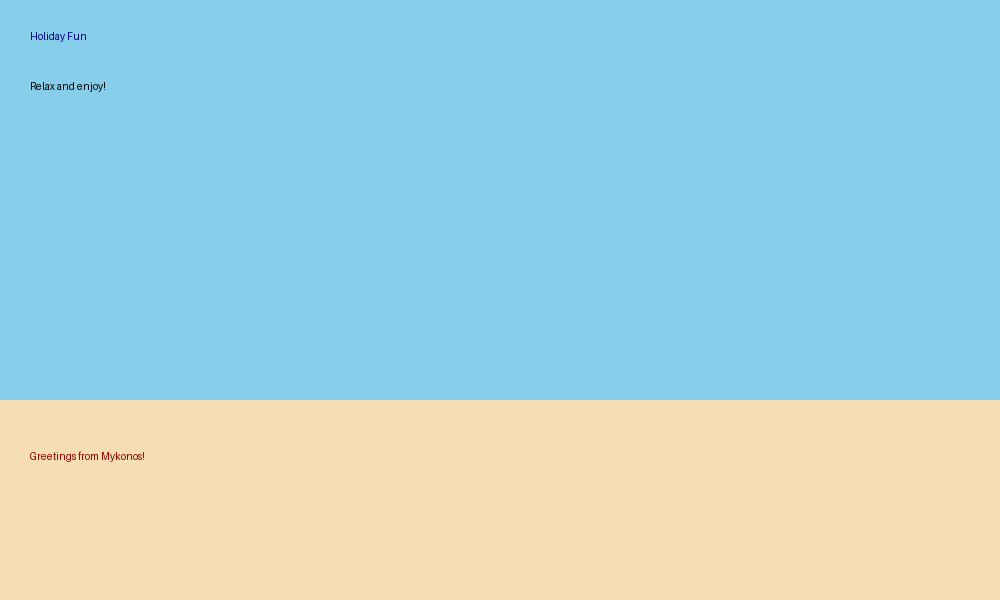 Holiday Fun
Relax and enjoy!
Greetings from Mykonos!